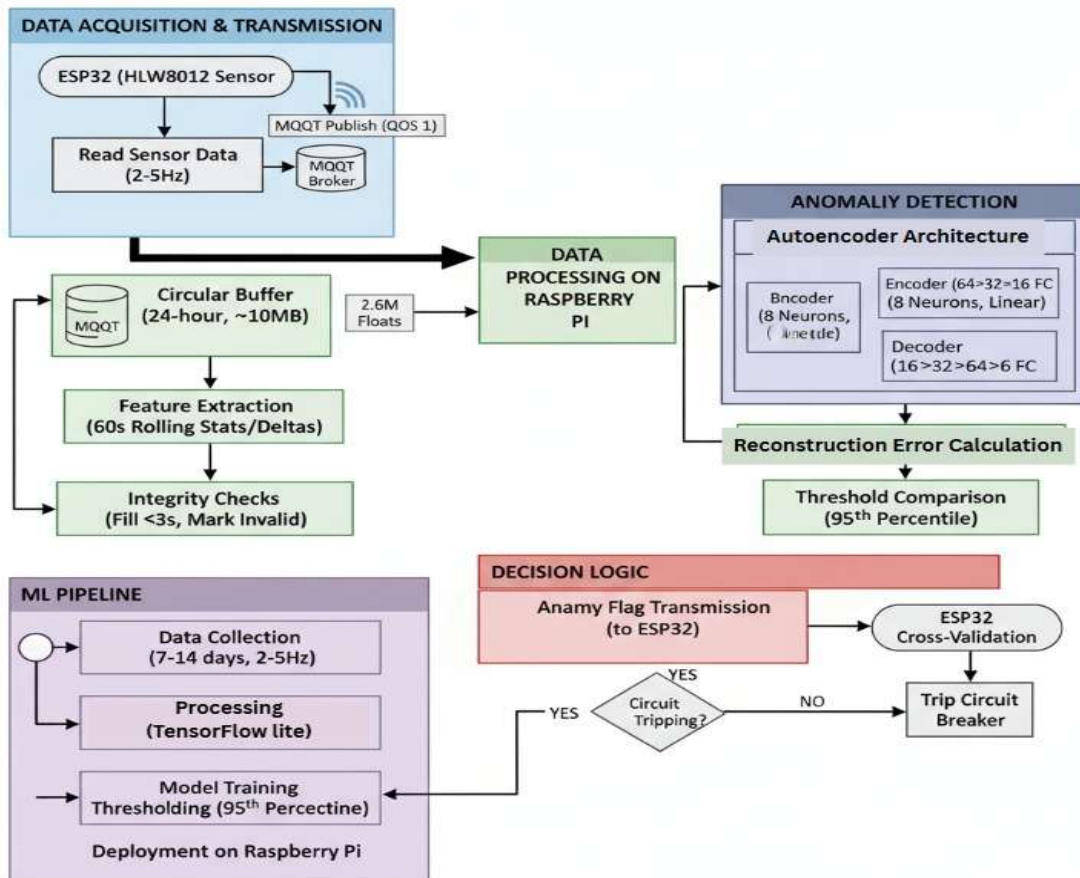 DATA ACQUISITION & TRANSMISSION
ESP32 (HLW8012 Sensor
MQQT Publish (QOS 1)
Read Sensor Data
(2-5Hz)
MQQT
Broker
Circular Buffer
(24-hour, ~10MB)
MQQT
Feature Extraction
(60s Rolling Stats/Deltas)
Integrity Checks
(Fill <3s, Mark Invalid)
2.6M
Floats
DATA
PROCESSING ON
RASPBERRY
PI
ANOMALIY DETECTION
Autoencoder Architecture
Bncoder
(8 Neurons,
Encoder (64>32=16 FC
(8 Neurons, Linear)
Decoder
(16>32>64>6 FC
Reconstruction Error Calculation
Threshold Comparison
(95th Percentile)
ML PIPELINE
Data Collection
(7-14 days, 2-5Hz)
Processing
(TensorFlow lite)
Model Training
Thresholding (95th Percectine)
Deployment on Raspberry Pi
DECISION LOGIC
Anamy Flag Transmission
(to ESP32)
ESP32
Cross-Validation
YES
YES
Circuit
Tripping?
NO
Trip Circuit
Breaker